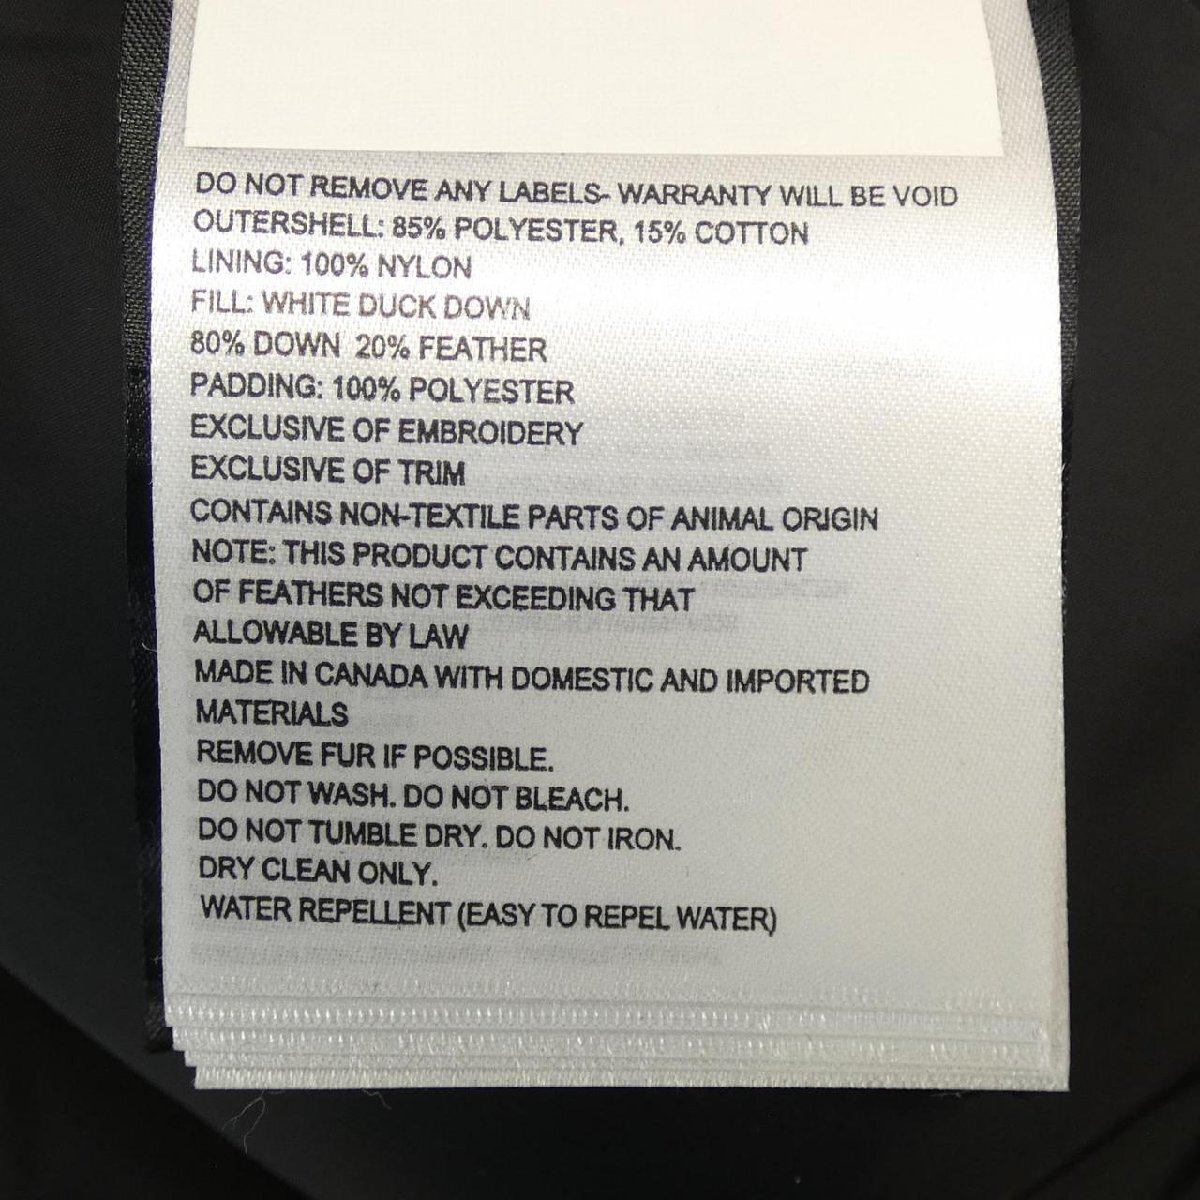 DO NOT REMOVE ANY LABELS- WARRANTY WILL BE VOID
OUTERSHELL: 85% POLYESTER, 15% COTTON
LINING: 100% NYLON
FILL: WHITE DUCK DOWN
80% DOWN 20% FEATHER
PADDING: 100% POLYESTER
EXCLUSIVE OF EMBROIDERY
EXCLUSIVE OF TRIM
CONTAINS NON-TEXTILE PARTS OF ANIMAL ORIGIN
NOTE: THIS PRODUCT CONTAINS AN AMOUNT
OF FEATHERS NOT EXCEEDING THAT
ALLOWABLE BY LAW
MADE IN CANADA WITH DOMESTIC AND IMPORTED
MATERIALS
REMOVE FUR IF POSSIBLE.
DO NOT WASH. DO NOT BLEACH.
DO NOT TUMBLE DRY. DO NOT IRON.
DRY CLEAN ONLY.
WATER REPELLENT (EASY TO REPEL WATER)